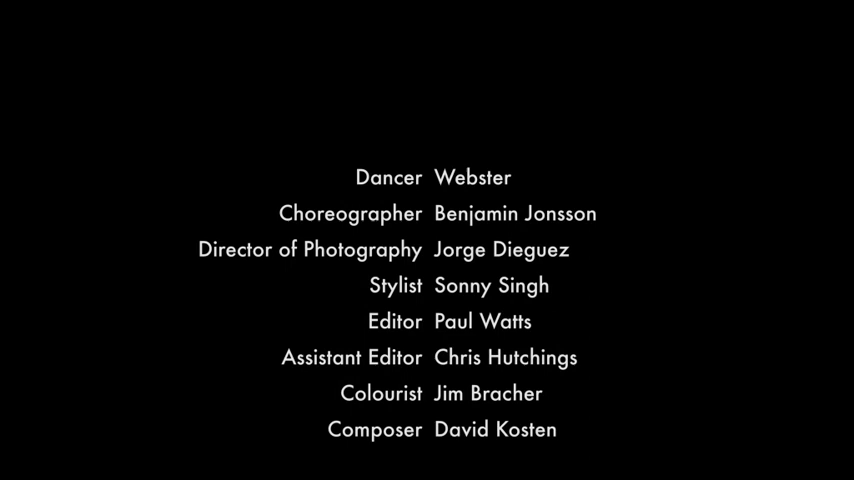 Dancer Webster
Choreographer Benjamin Jonsson
Director of Photography Jorge Dieguez
Stylist Sonny Singh
Editor Paul Watts
Assistant Editor Chris Hutchings
Colourist Jim Bracher
Composer David Kosten